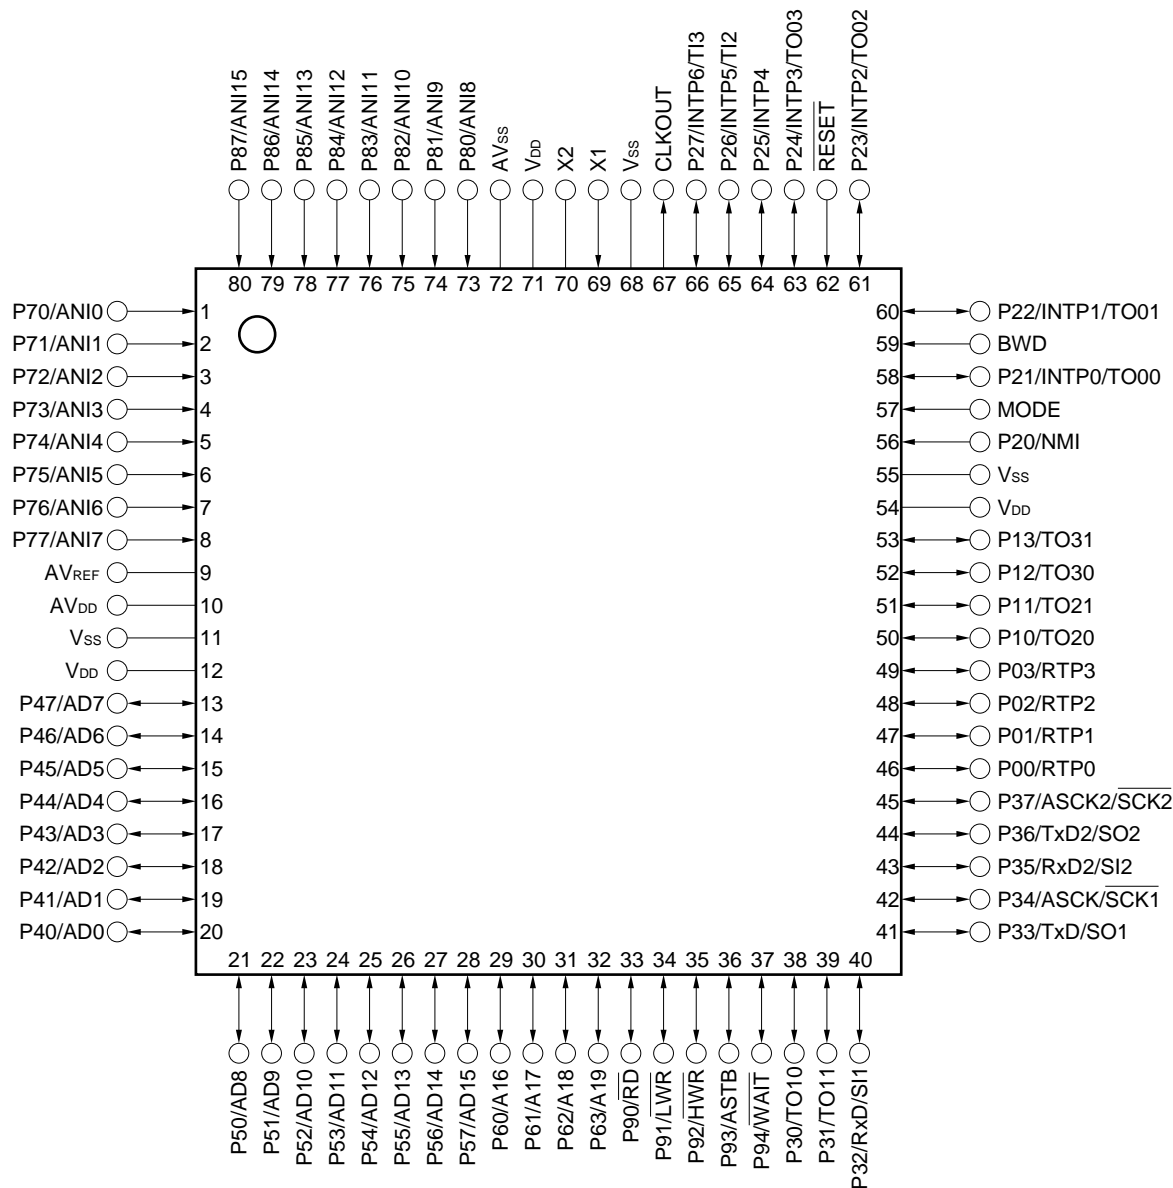 P87/ANI15
P86/ANI14
P85/ANI13
P84/ANI12
P83/ANI11
P82/ANI10
P81/ANI9
P80/ANI8
AVSS
VDD
X2
X1
VSS
CLKOUT
P27/INTP6/TI3
P26/INTP5/TI2
P25/INTP4
P24/INTP3/TO03
RESET
P23/INTP2/TO02
80 79 78 77 76 75 74 73 72 71 70 69 68 67 66 65 64 63 62 61
P70/ANI0 1
P71/ANI1 2
P72/ANI2 3
P73/ANI3 4
P74/ANI4 5
P75/ANI5 6
P76/ANI6 7
P77/ANI7 8
AVREF 9
AVDD 10
VSS 11
VDD 12
P47/AD7 13
P46/AD6 14
P45/AD5 15
P44/AD4 16
P43/AD3 17
P42/AD2 18
P41/AD1 19
P40/AD0 20
60 P22/INTP1/TO01
59 BWD
58 P21/INTP0/TO00
57 MODE
56 P20/NMI
55 VSS
54 VDD
53 P13/TO31
52 P12/TO30
51 P11/TO21
50 P10/TO20
49 P03/RTP3
48 P02/RTP2
47 P01/RTP1
46 P00/RTP0
45 P37/ASCK2/SCK2
44 P36/TxD2/SO2
43 P35/RxD2/SI2
42 P34/ASCK/SCK1
41 P33/TxD/SO1
21 22 23 24 25 26 27 28 29 30 31 32 33 34 35 36 37 38 39 40
P50/AD8
P51/AD9
P52/AD10
P53/AD11
P54/AD12
P55/AD13
P56/AD14
P57/AD15
P60/A16
P61/A17
P62/A18
P63/A19
P90/RD
P91/LWR
P92/HWR
P93/ASTB
P94/WAIT
P30/TO10
P31/TO11
P32/RxD/SI1